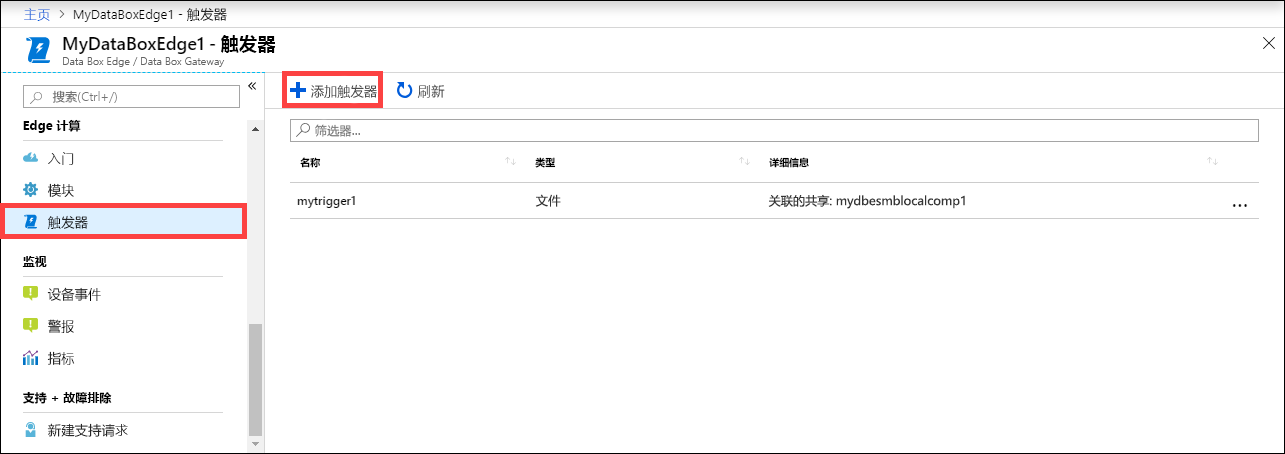 主页 > MyDataBoxEdge1 - 触发器
MyDataBoxEdge1 - 触发器
Data Box Edge / Data Box Gateway
搜索(Ctrl+/)
Edge 计算
入门
模块
触发器
监视
设备事件
警报
指标
支持 + 故障排除
新建支持请求
添加触发器 刷新
筛选器...
名称 类型 详细信息
mytrigger1 文件 关联的共享: mydbesmblocalcomp1